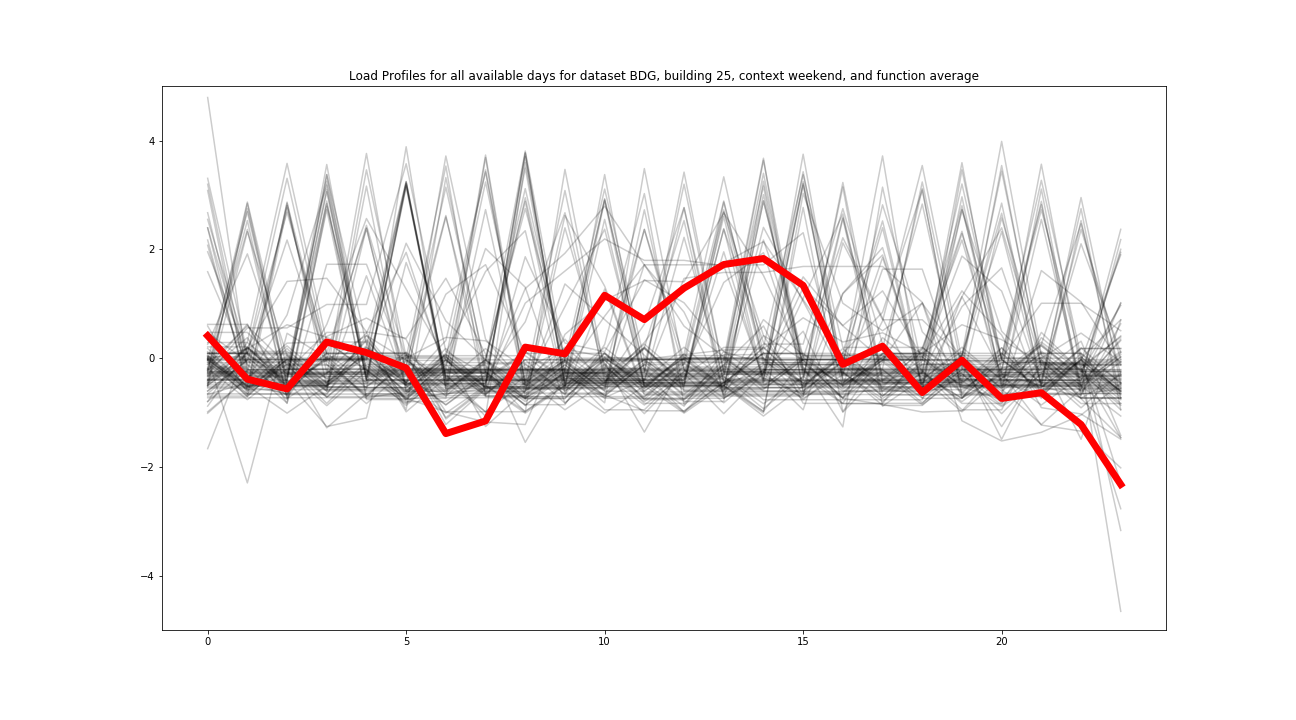 Load Profiles for all available days for dataset BDG, building 25, context weekend, and function average
4
2
0
−2
−4
0 5 10 15 20